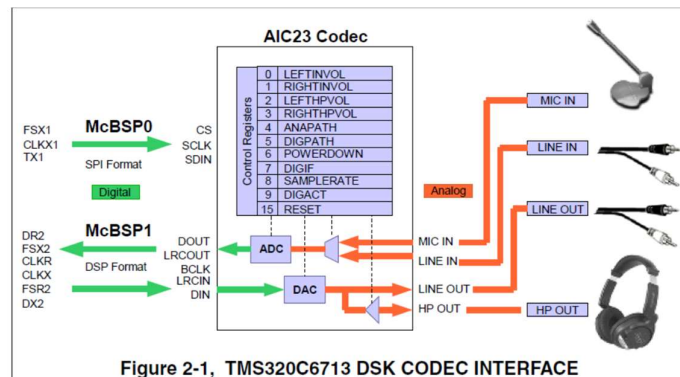 AIC23 Codec
Control Registers
0 LEFTINVOL
1 RIGHTINVOL
2 LEFTHPVOL
3 RIGHTHPVOL
4 ANAPATH
5 DIGPATH
6 POWERDOWN
7 DIGIF
8 SAMPLERATE
9 DIGACT
15 RESET
FSX1
CLKX1
TX1
McBSP0
SPI Format
CS
SCLK
SDIN
Digital
Analog
DR2
FSX2
CLKR
CLKX
FSR2
DX2
McBSP1
DSP Format
DOUT
LRCOUT
BCLK
LRCIN
DIN
ADC
DAC
MIC IN
LINE IN
LINE OUT
HP OUT
MIC IN
LINE IN
LINE OUT
HP OUT
Figure 2-1, TMS320C6713 DSK CODEC INTERFACE